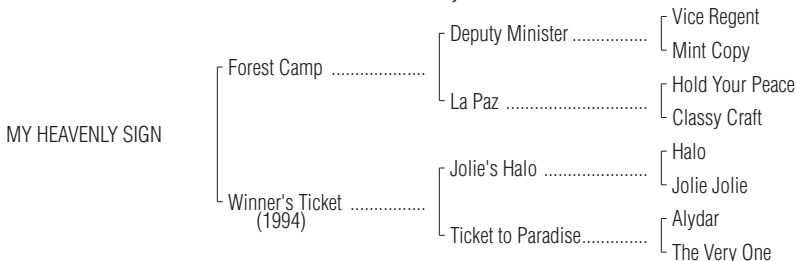 Vice Regent
Deputy Minister ................
Mint Copy
Forest Camp ....................
Hold Your Peace
La Paz ..............................
Classy Craft
MY HEAVENLY SIGN
Halo
Jolie's Halo ......................
Jolie Jolie
Winner's Ticket ................
(1994)
Alydar
Ticket to Paradise..............
The Very One